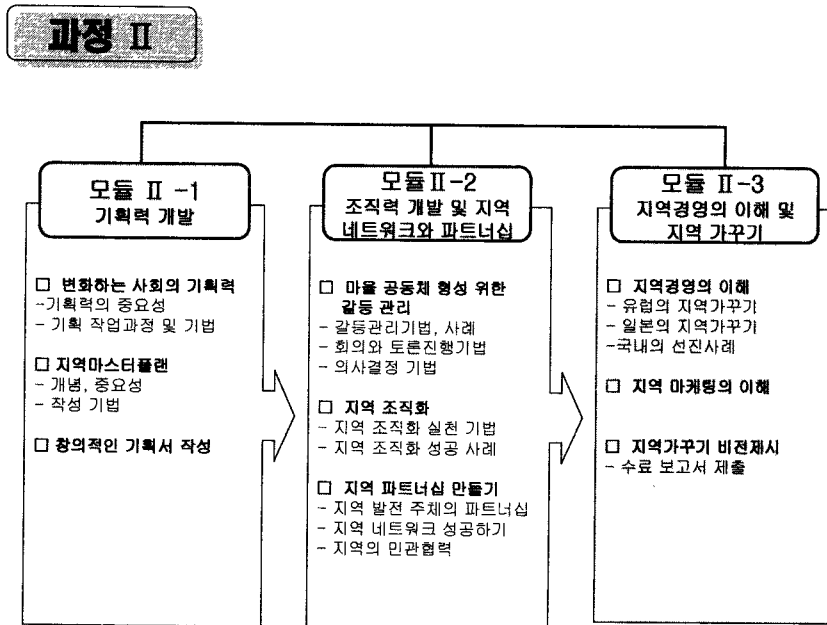 과정 Ⅱ
모듈 Ⅱ -1
기획력 개발
□ 변화하는 사회의 기획력
-기획력의 중요성
- 기획 작업과정 및 기법
□ 지역마스터플랜
- 개념, 중요성
- 작성 기법
□ 창의적인 기획서 작성
모듈Ⅱ-2
조직력 개발 및 지역
네트워크와 파트너십
□ 마을 공동체 형성 위한
갈등 관리
- 갈등관리기법, 사례
- 회의와 토론진행기법
- 의사결정 기법
□ 지역 조직화
- 지역 조직화 실천 기법
- 지역 조직화 성공 사례
□ 지역 파트너십 만들기
- 지역 발전 주체의 파트너십
- 지역 네트워크 성공하기
- 지역의 민관협력
모듈 Ⅱ-3
지역경영의 이해 및
지역 가꾸기
□ 지역경영의 이해
- 유럽의 지역가꾸기
- 일본의 지역가꾸기
-국내의 선진사례
□ 지역 마케팅의 이해
□ 지역가꾸기 비전제시
- 수료 보고서 제출